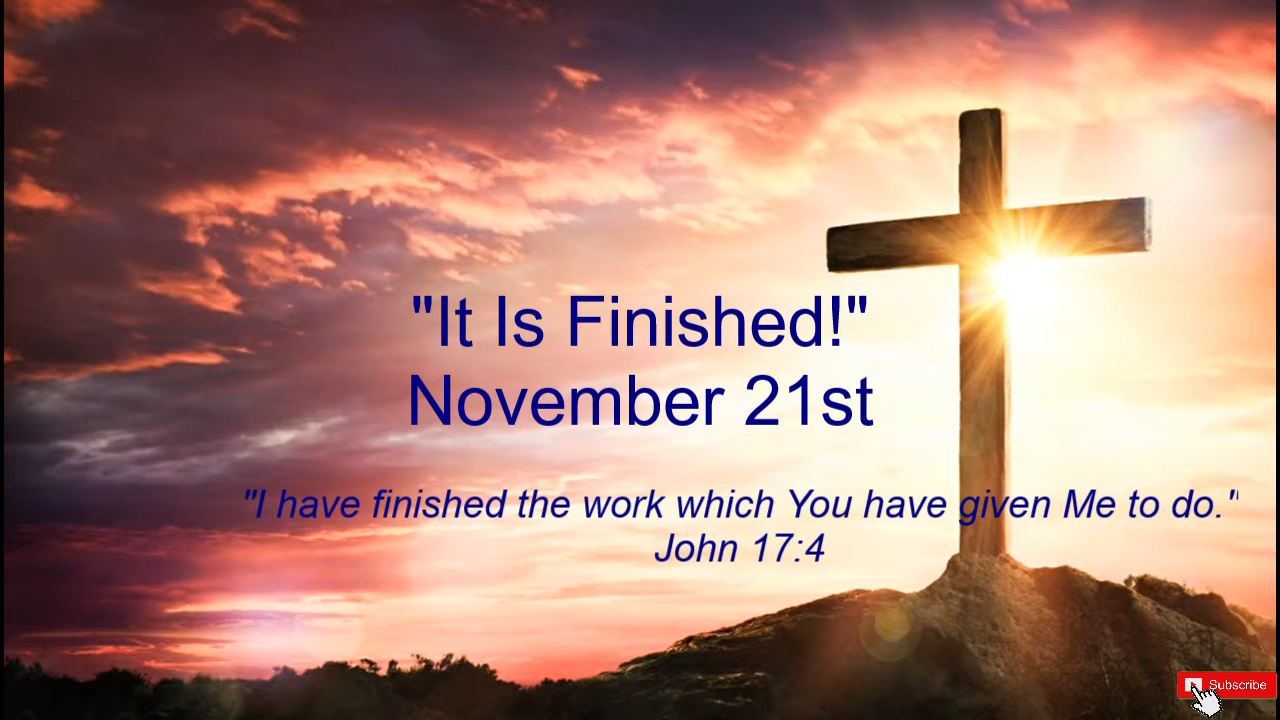 "It Is Finished!"
November 21st
"I have finished the work which You have given Me to do."
John 17:4
Subscribe